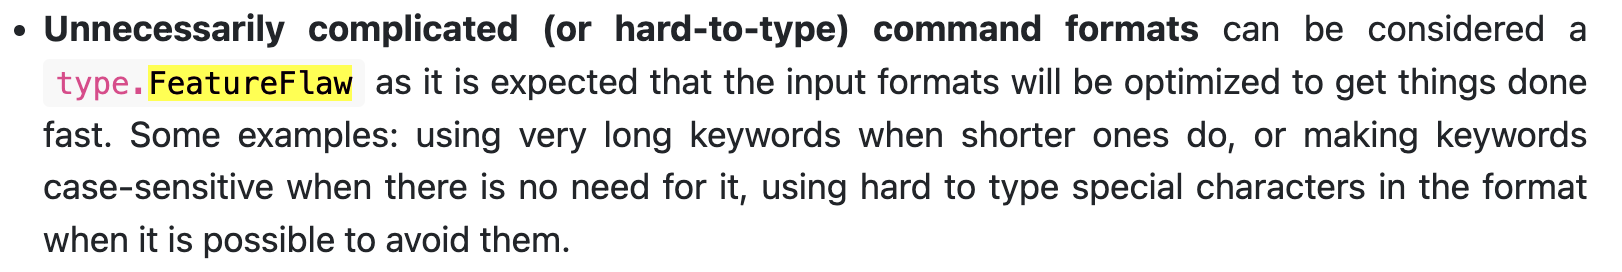 • Unnecessarily complicated (or hard-to-type) command formats can be considered a
type.FeatureFlaw as it is expected that the input formats will be optimized to get things done
fast. Some examples: using very long keywords when shorter ones do, or making keywords
case-sensitive when there is no need for it, using hard to type special characters in the format
when it is possible to avoid them.